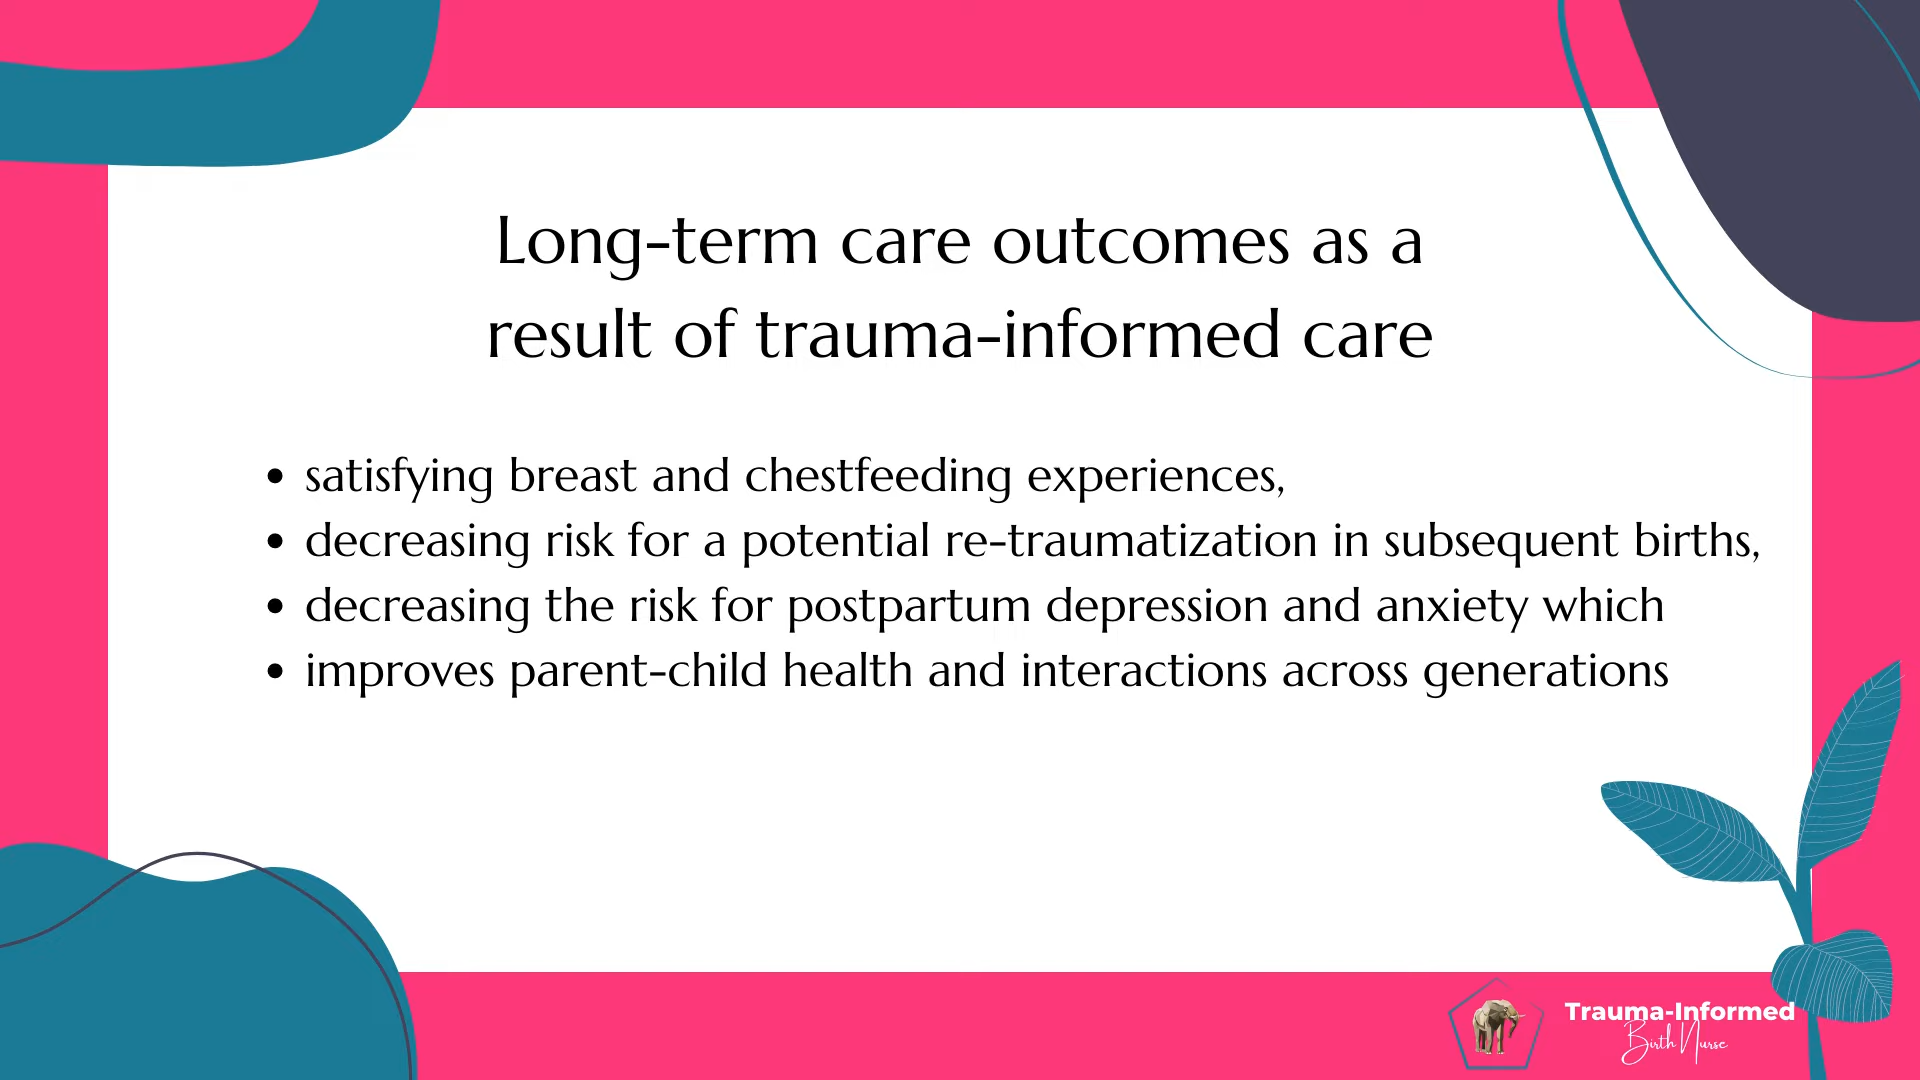 Long-term care outcomes as a
result of trauma-informed care
• satisfying breast and chestfeeding experiences,
• decreasing risk for a potential re-traumatization in subsequent births,
• decreasing the risk for postpartum depression and anxiety which
• improves parent-child health and interactions across generations
Trauma-Informed
Birth Nurse